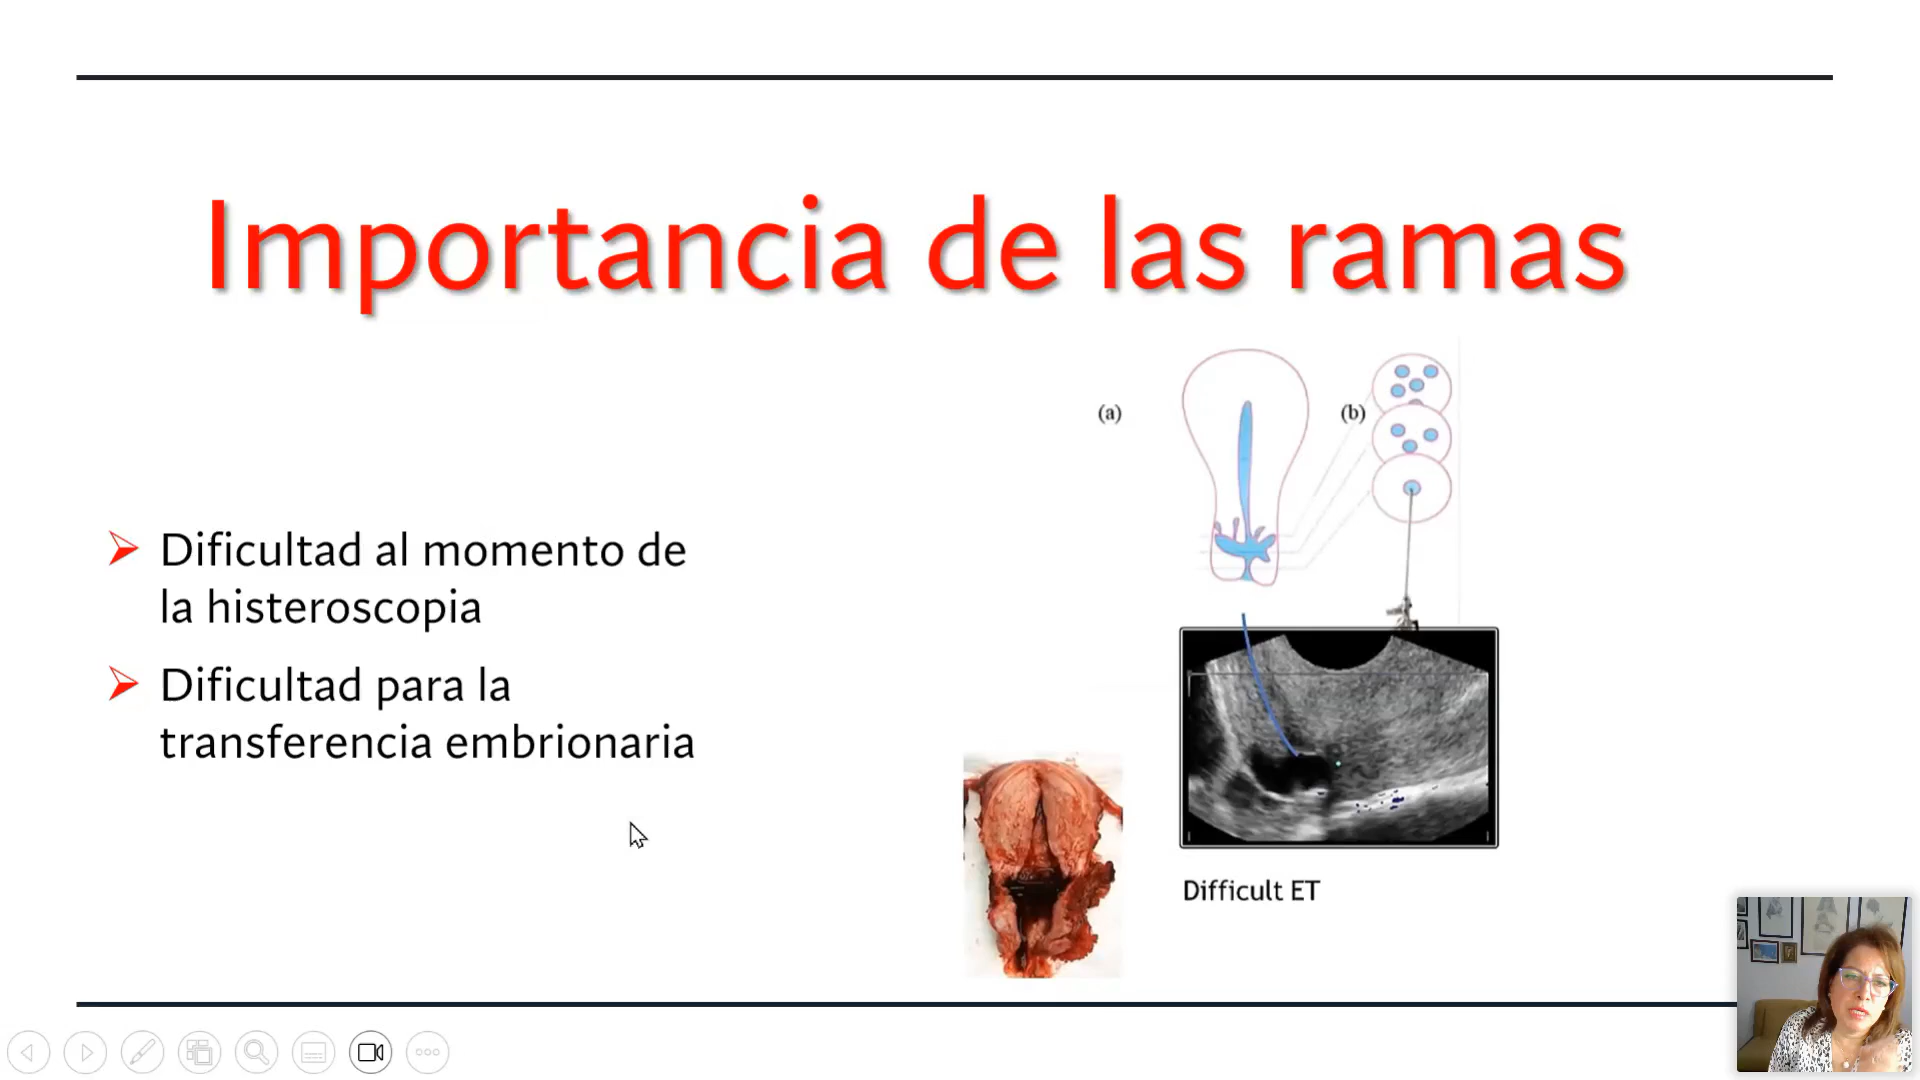 Importancia de las ramas
(a)
(b)
Dificultad al momento de
la histeroscopia
Dificultad para la
transferencia embrionaria
Difficult ET